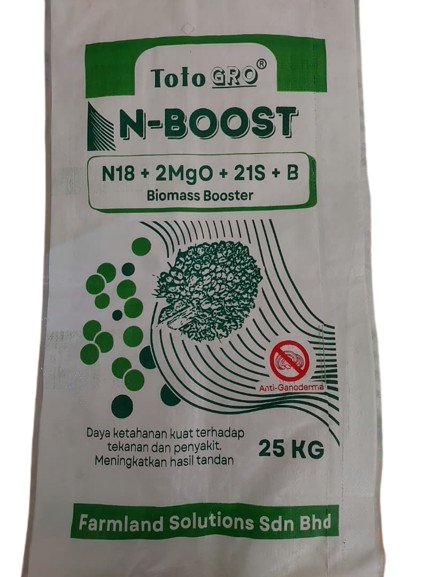 Toto GRO®
N-BOOST
N18 + 2MgO + 21S + B
Biomass Booster
Anti-Ganoderma
Daya ketahanan kuat terhadap
tekanan dan penyakit.
Meningkatkan hasil tandan
25 KG
Farmland Solutions Sdn Bhd